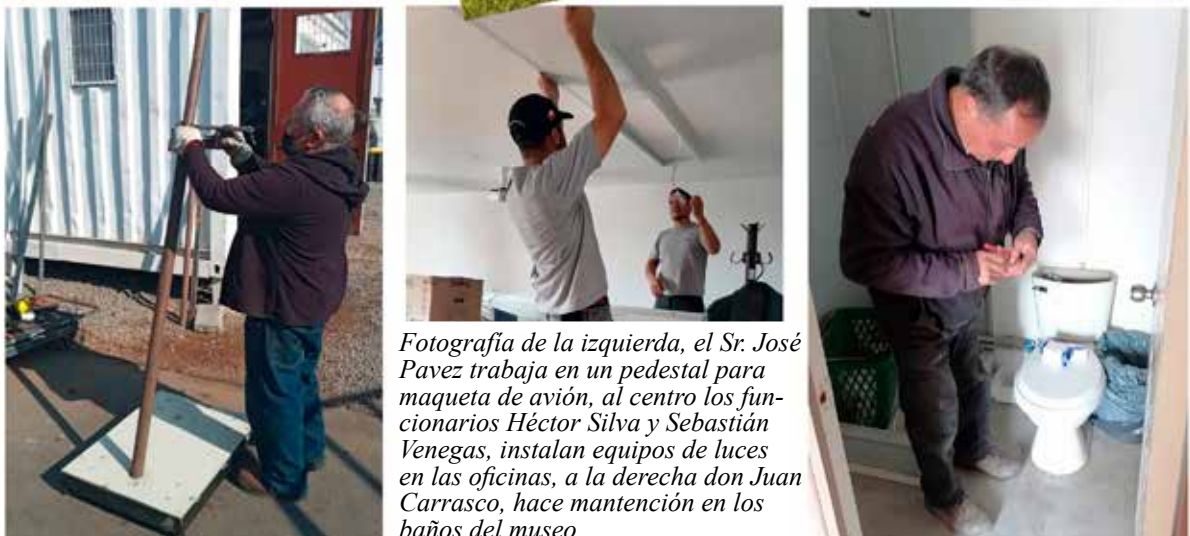 Fotografía de la izquierda, el Sr. José
Pavez trabaja en un pedestal para
maqueta de avión, al centro los fun-
cionarios Héctor Silva y Sebastián
Venegas, instalan equipos de luces
en las oficinas, a la derecha don Juan
Carrasco, hace mantención en los
baños del museo